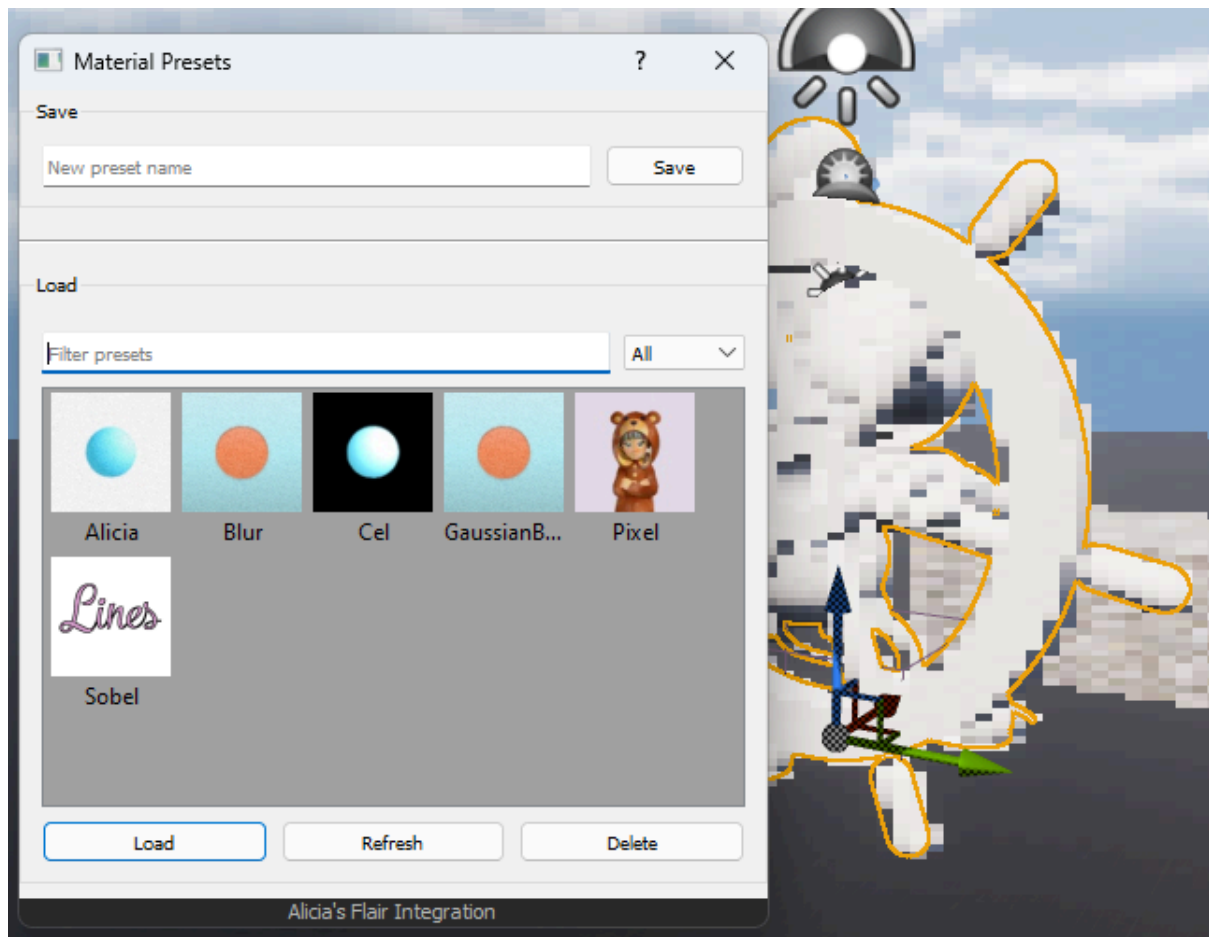 Material Presets
?
Save
New preset name
Save
Load
Filter presets
All
Alicia
Blur
Cel
GaussianB...
Pixel
Lines
Sobel
Load
Refresh
Delete
Alicia's Flair Integration